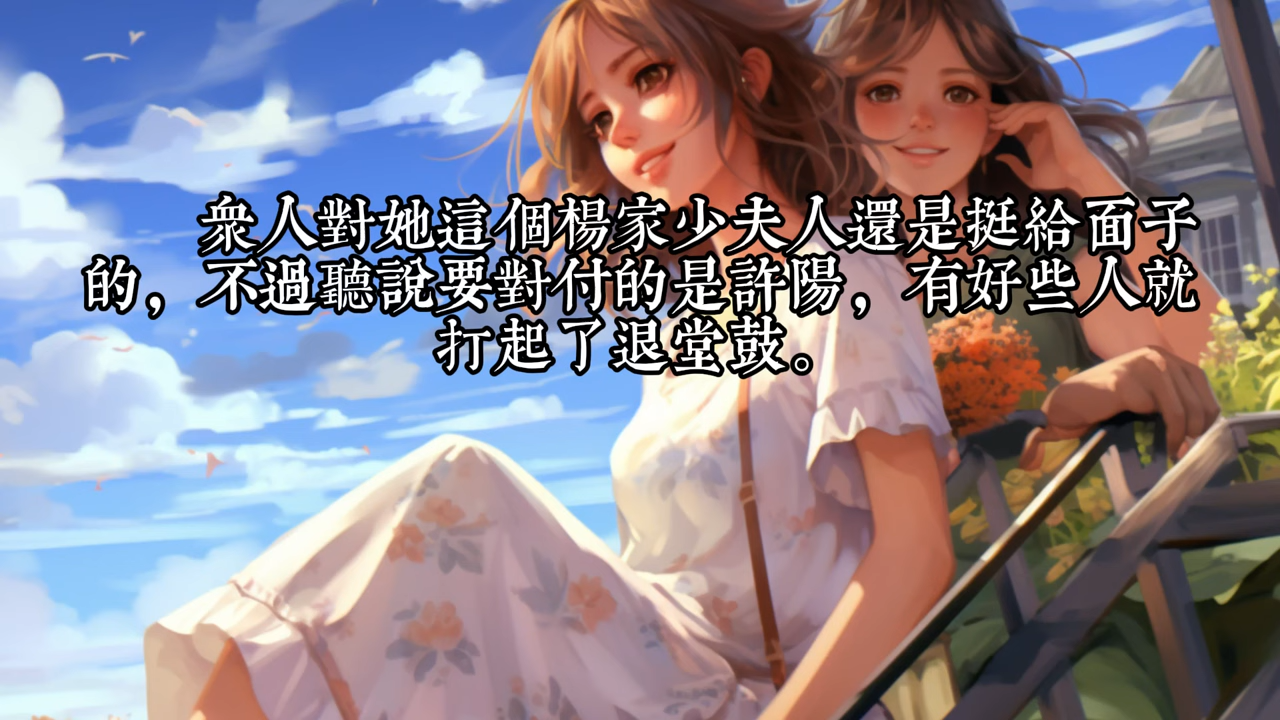 衆人對她這個楊家少夫人還是挺給面子
的，不過聽說要對付的是許陽，有好些人就
打起了退堂鼓。